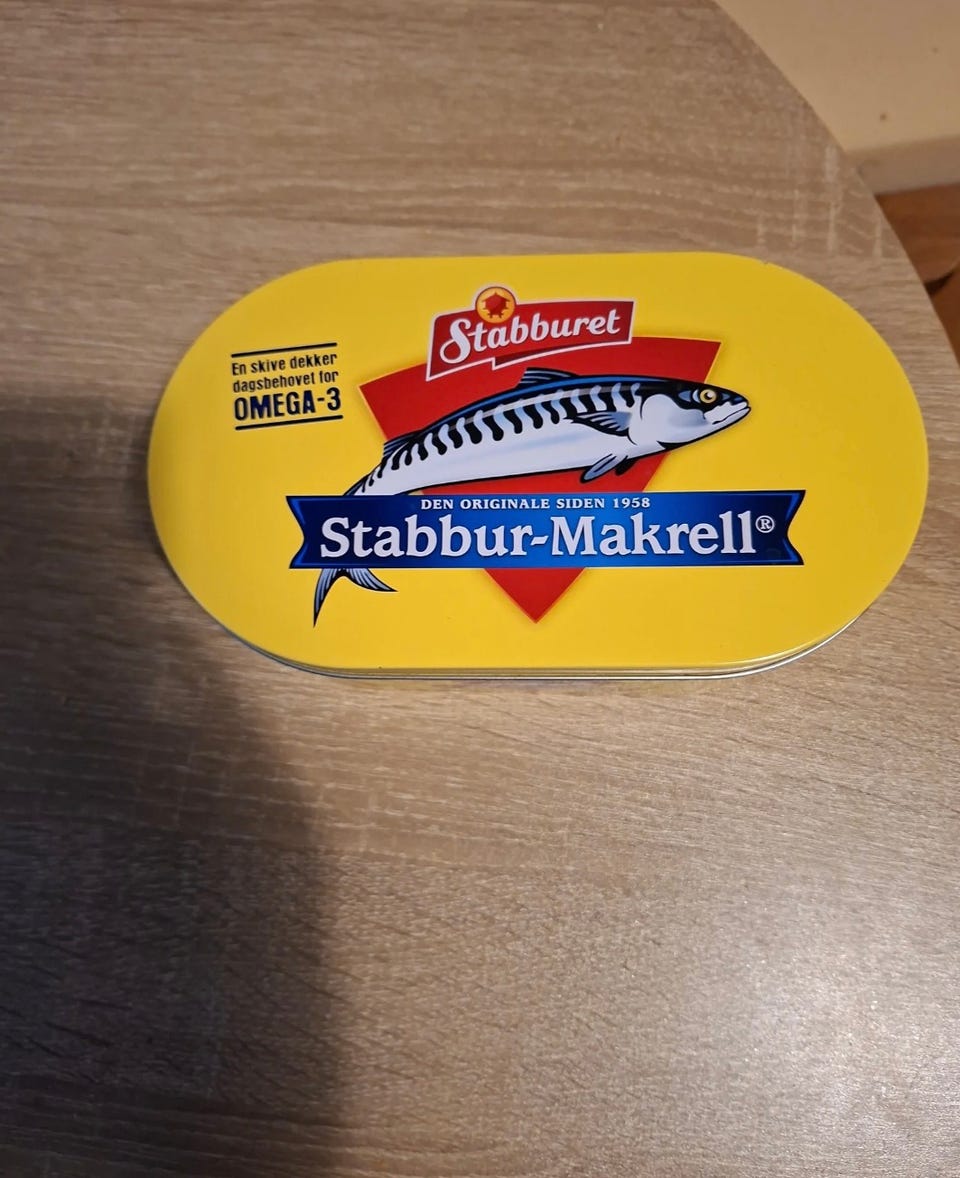 Stabburet
En skive dekker
dagsbehovet for
OMEGA-3
DEN ORIGINALE SIDEN 1958
Stabbur-Makrell®